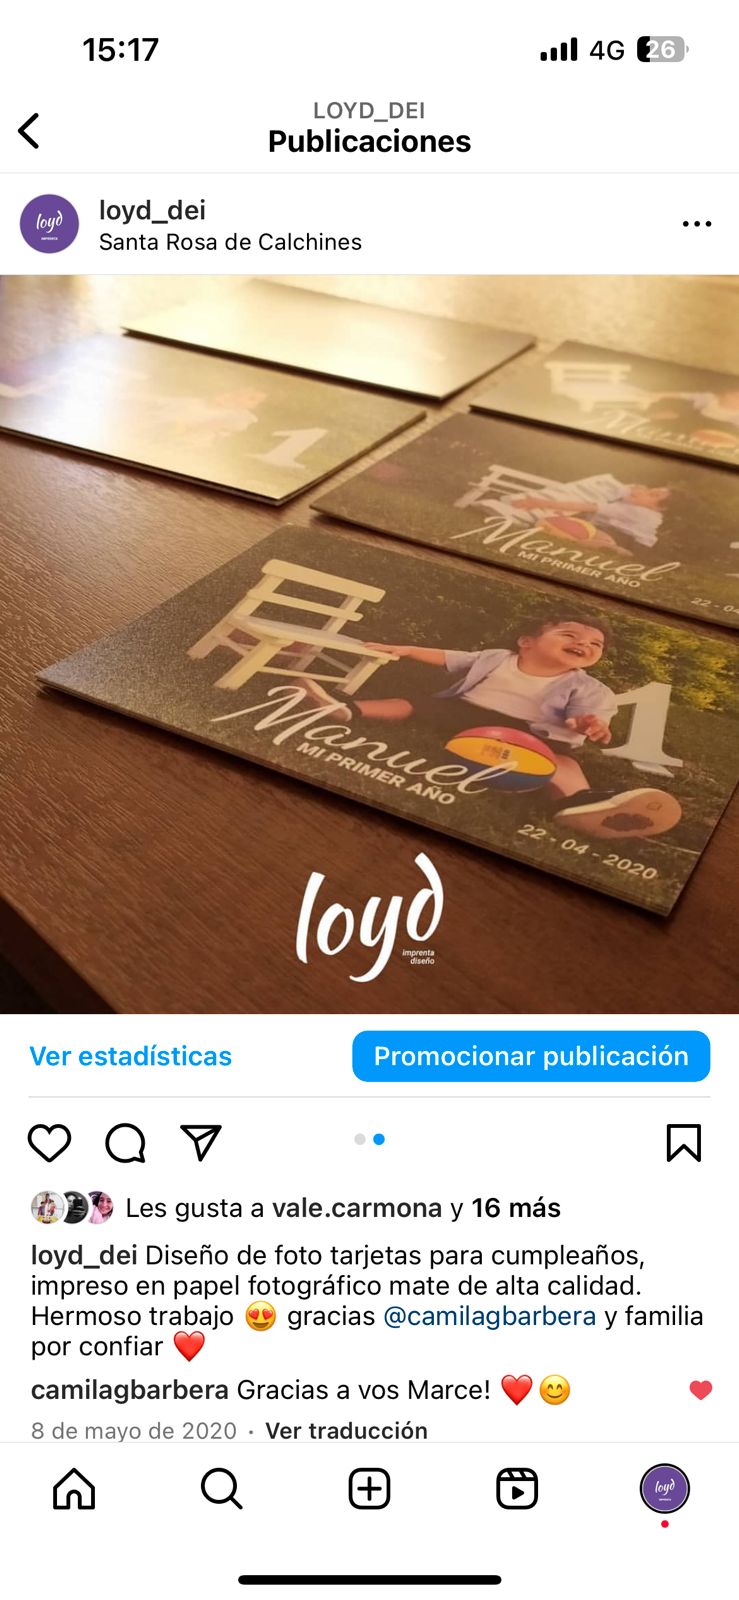 15:17
4G 26
LOYD_DEI
Publicaciones
loyd
loyd_dei
Santa Rosa de Calchines
1
Manuel
MI PRIMER AÑO
22-04
1
Manuel
MI PRIMER AÑO
22-04-2020
loyd
imprenta
diseño
Ver estadísticas
Promocionar publicación
Les gusta a vale.carmona y 16 más
loyd_dei Diseño de foto tarjetas para cumpleaños,
impreso en papel fotográfico mate de alta calidad.
Hermoso trabajo 😍 gracias @camilagbarbera y familia
por confiar ❤️
camilagbarbera Gracias a vos Marce! ❤️😊
8 de mayo de 2020 · Ver traducción
loyd